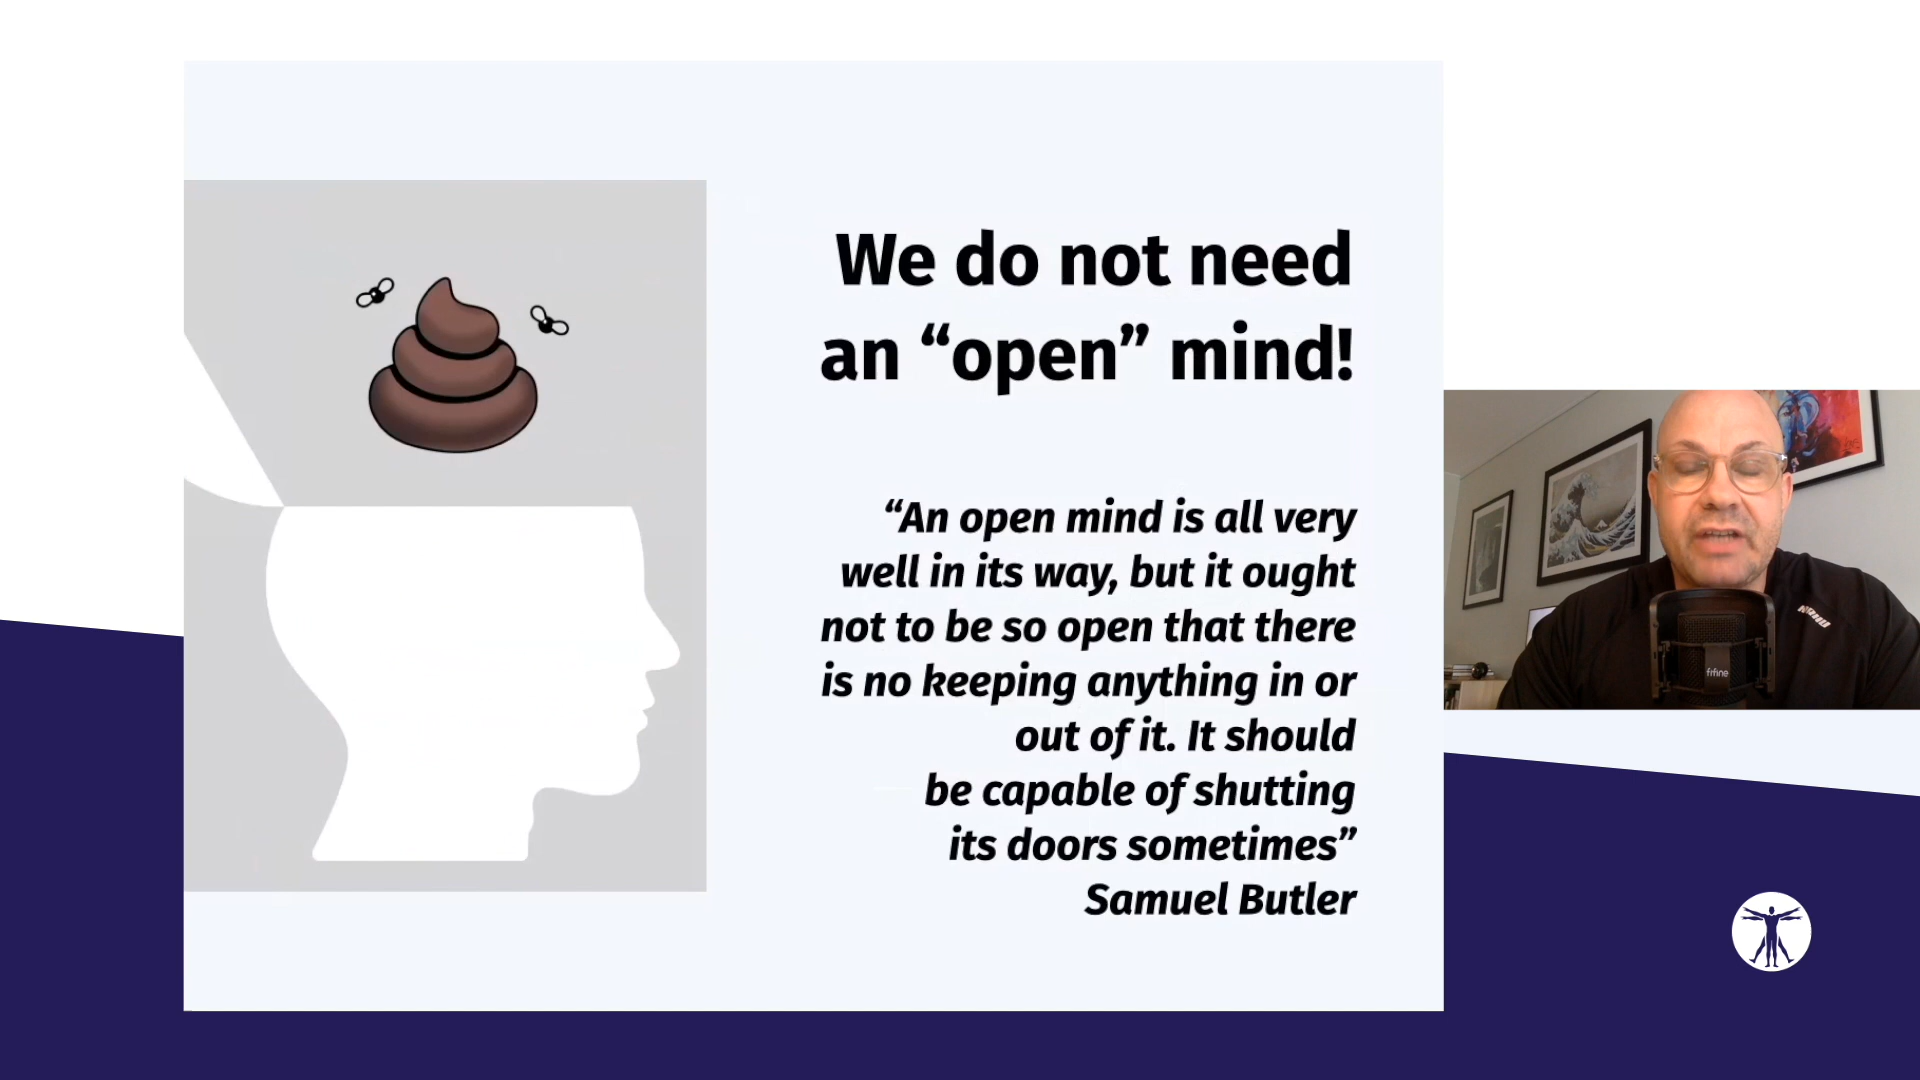 We do not need
an “open” mind!
“An open mind is all very
well in its way, but it ought
not to be so open that there
is no keeping anything in or
out of it. It should
be capable of shutting
its doors sometimes”
Samuel Butler
fifine